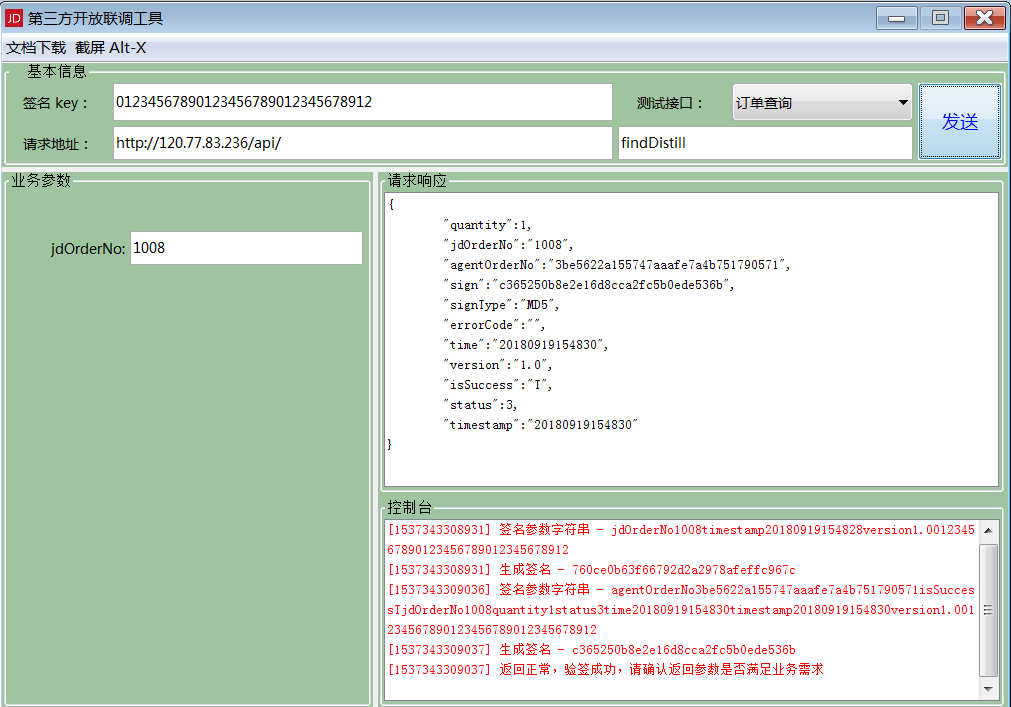 JD 第三方开放联调工具
文档下载 截屏 Alt-X
基本信息
签名 key： 01234567890123456789012345678912 测试接口： 订单查询 发送
请求地址： http://120.77.83.236/api/ findDistill
业务参数
jdOrderNo: 1008
请求响应
{
"quantity":1,
"jdOrderNo":"1008",
"agentOrderNo":"3be5622a155747aaafe7a4b751790571",
"sign":"c365250b8e2e16d8cca2fc5b0ede536b",
"signType":"MD5",
"errorCode":"",
"time":"20180919154830",
"version":"1.0",
"isSuccess":"T",
"status":3,
"timestamp":"20180919154830"
}
控制台
[1537343308931] 签名参数字符串 - jdOrderNo1008timestamp20180919154828version1.0012345
67890123456789012345678912
[1537343308931] 生成签名 - 760ce0b63f66792d2a2978afeffc967c
[1537343309036] 签名参数字符串 - agentOrderNo3be5622a155747aaafe7a4b751790571isSucces
sTjdOrderNo1008quantity1status3time20180919154830timestamp20180919154830version1.001
234567890123456789012345678912
[1537343309037] 生成签名 - c365250b8e2e16d8cca2fc5b0ede536b
[1537343309037] 返回正常，验签成功，请确认返回参数是否满足业务需求